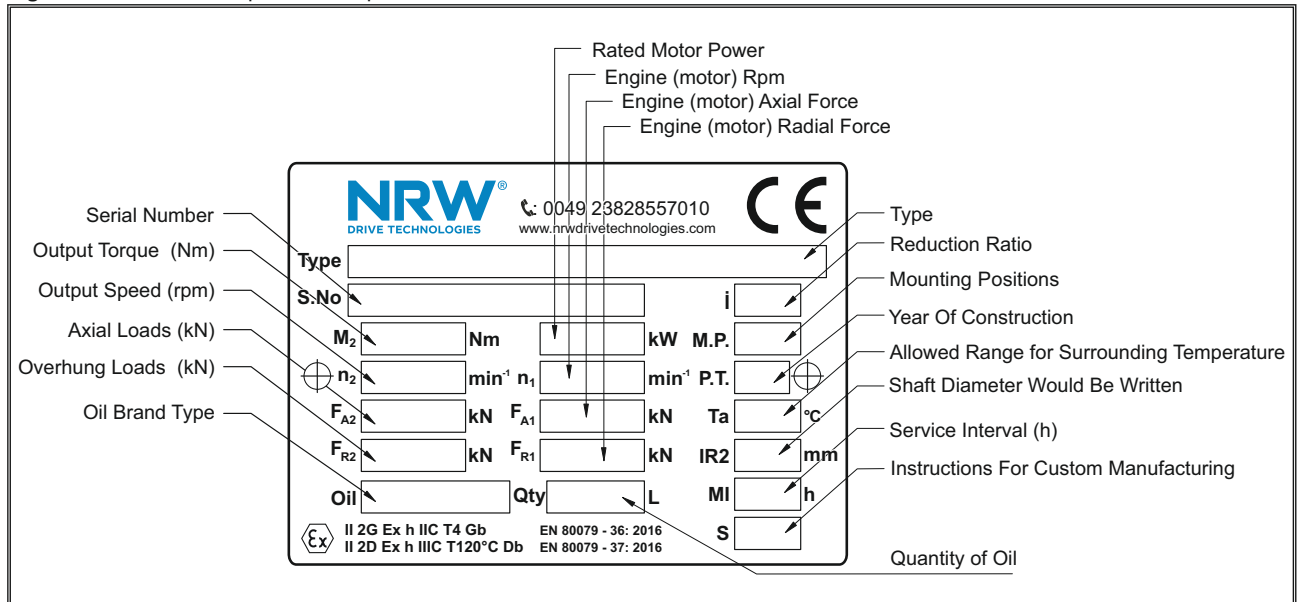 Rated Motor Power
Engine (motor) Rpm
Engine (motor) Axial Force
Engine (motor) Radial Force
NRW®
DRIVE TECHNOLOGIES
: 0049 23828557010
www.nrwdrivetechnologies.com
CE
Serial Number
Output Torque (Nm)
Output Speed (rpm)
Axial Loads (kN)
Overhung Loads (kN)
Oil Brand Type
Type
S.No
i
M₂ Nm kW M.P.
n₂ min⁻¹ n₁ min⁻¹ P.T.
F_A2 kN F_A1 kN Ta °C
F_R2 kN F_R1 kN IR2 mm
Oil Qty L MI h
S
Ex
II 2G Ex h IIC T4 Gb EN 80079 - 36: 2016
II 2D Ex h IIIC T120°C Db EN 80079 - 37: 2016
Type
Reduction Ratio
Mounting Positions
Year Of Construction
Allowed Range for Surrounding Temperature
Shaft Diameter Would Be Written
Service Interval (h)
Instructions For Custom Manufacturing
Quantity of Oil